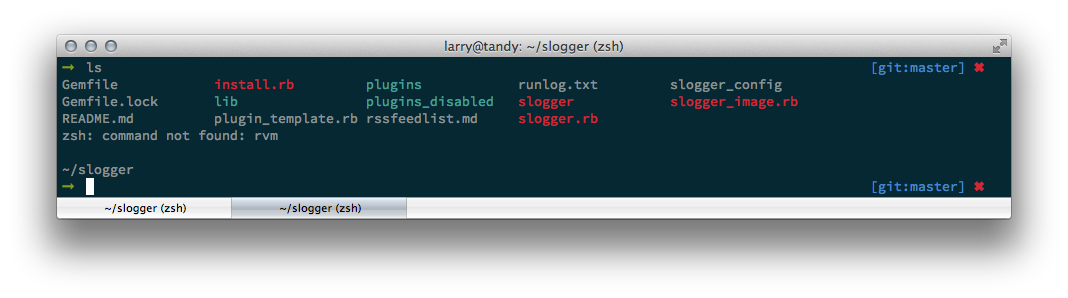 larry@tandy: ~/slogger (zsh)
→ ls [git:master] ✖
Gemfile install.rb plugins runlog.txt slogger_config
Gemfile.lock lib plugins_disabled slogger slogger_image.rb
README.md plugin_template.rb rssfeedlist.md slogger.rb
zsh: command not found: rvm
~/slogger
→ [git:master] ✖
~/slogger (zsh) ~/slogger (zsh)